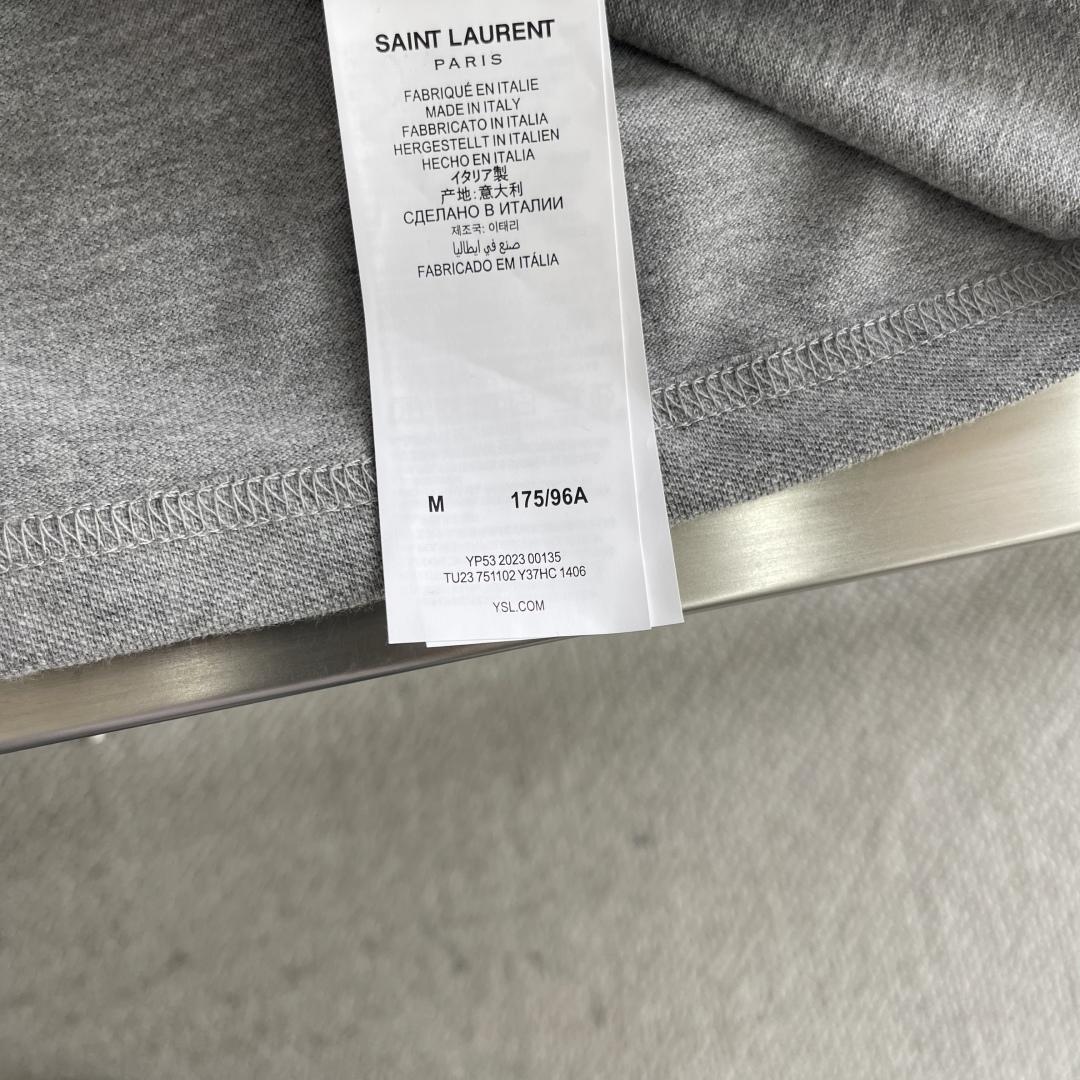 SAINT LAURENT
PARIS
FABRIQUÉ EN ITALIE
MADE IN ITALY
FABBRICATO IN ITALIA
HERGESTELLT IN ITALIEN
HECHO EN ITALIA
イタリア製
产地：意大利
СДЕЛАНО В ИТАЛИИ
제조국: 이태리
صنع في ايطاليا
FABRICADO EM ITÁLIA
M 175/96A
YP53 2023 00135
TU23 751102 Y37HC 1406
YSL.COM